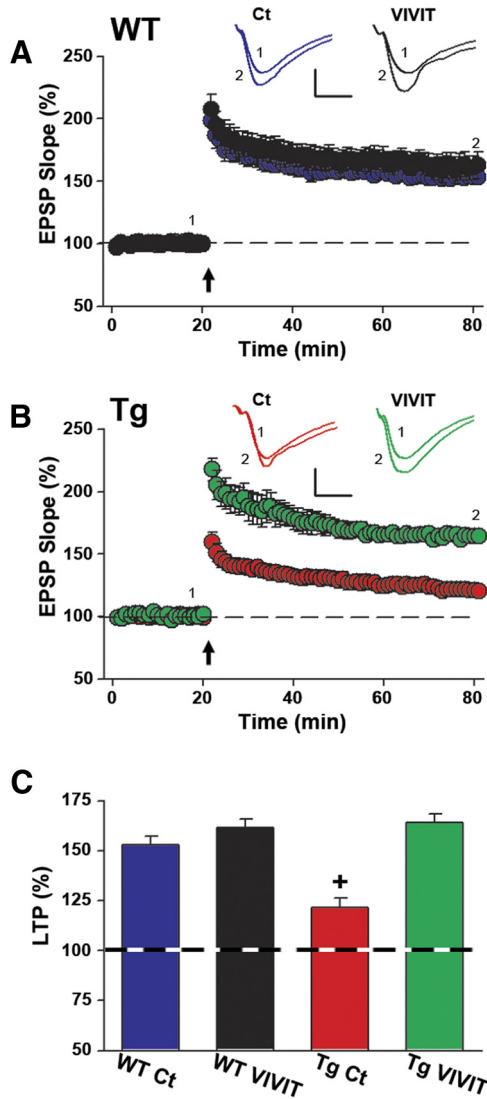 A
WT
Ct
VIVIT
1
2
1
2
250
200
150
100
50
EPSP Slope (%)
1
2
0
20
40
60
80
Time (min)
B
Tg
Ct
VIVIT
1
2
1
2
250
200
150
100
50
EPSP Slope (%)
1
2
0
20
40
60
80
Time (min)
C
175
150
125
100
75
50
LTP (%)
+
WT Ct
WT VIVIT
Tg Ct
Tg VIVIT